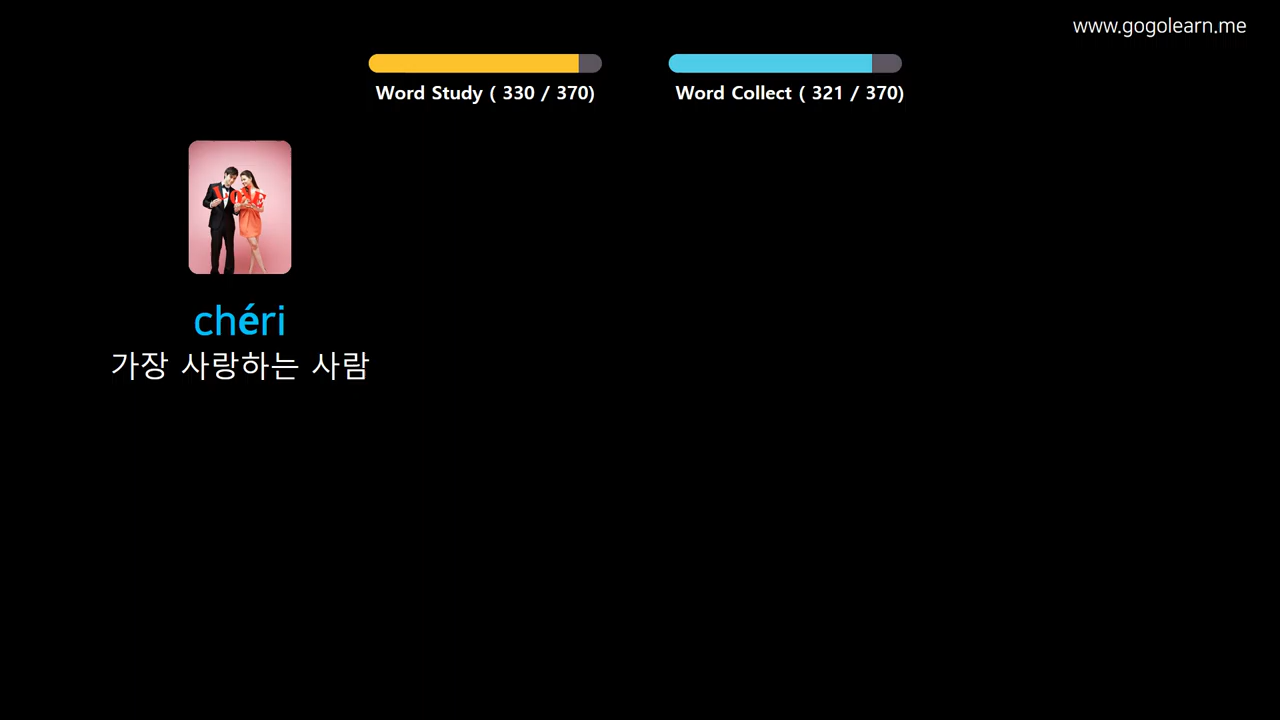 www.gogolearn.me
Word Study ( 330 / 370)
Word Collect ( 321 / 370)
chéri
가장 사랑하는 사람